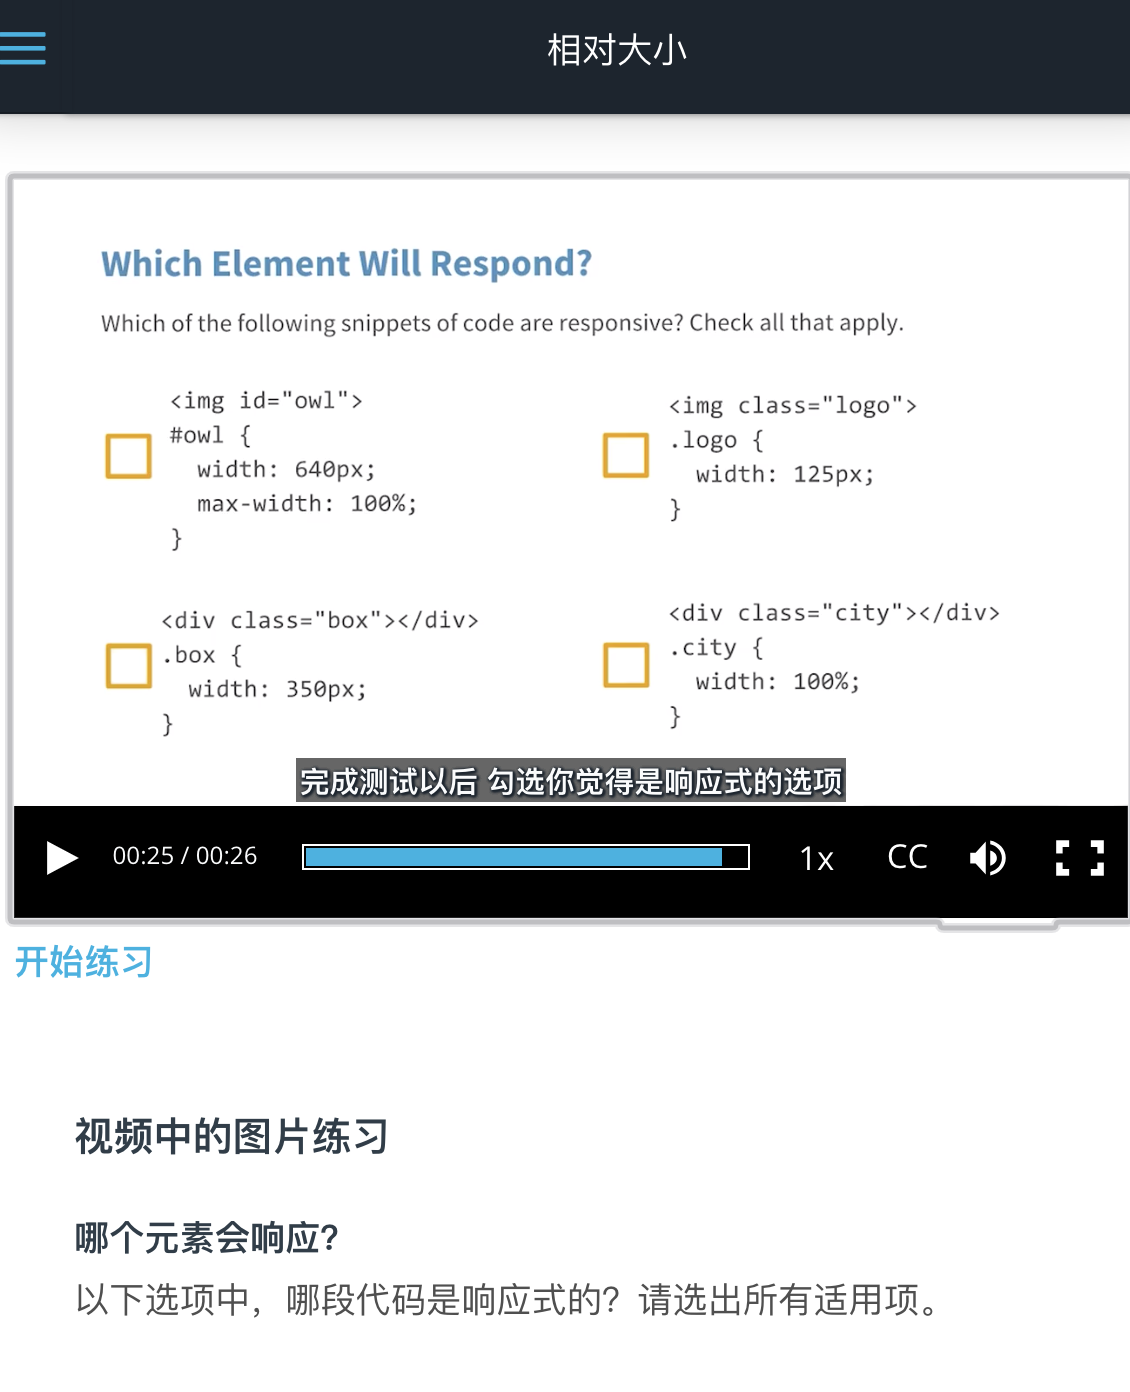 相对大小
Which Element Will Respond?
Which of the following snippets of code are responsive? Check all that apply.
<img id="owl">
#owl {
width: 640px;
max-width: 100%;
}
<img class="logo">
.logo {
width: 125px;
}
<div class="box"></div>
.box {
width: 350px;
}
<div class="city"></div>
.city {
width: 100%;
}
完成测试以后 勾选你觉得是响应式的选项
00:25 / 00:26 1x CC
开始练习
视频中的图片练习
哪个元素会响应?
以下选项中，哪段代码是响应式的？请选出所有适用项。